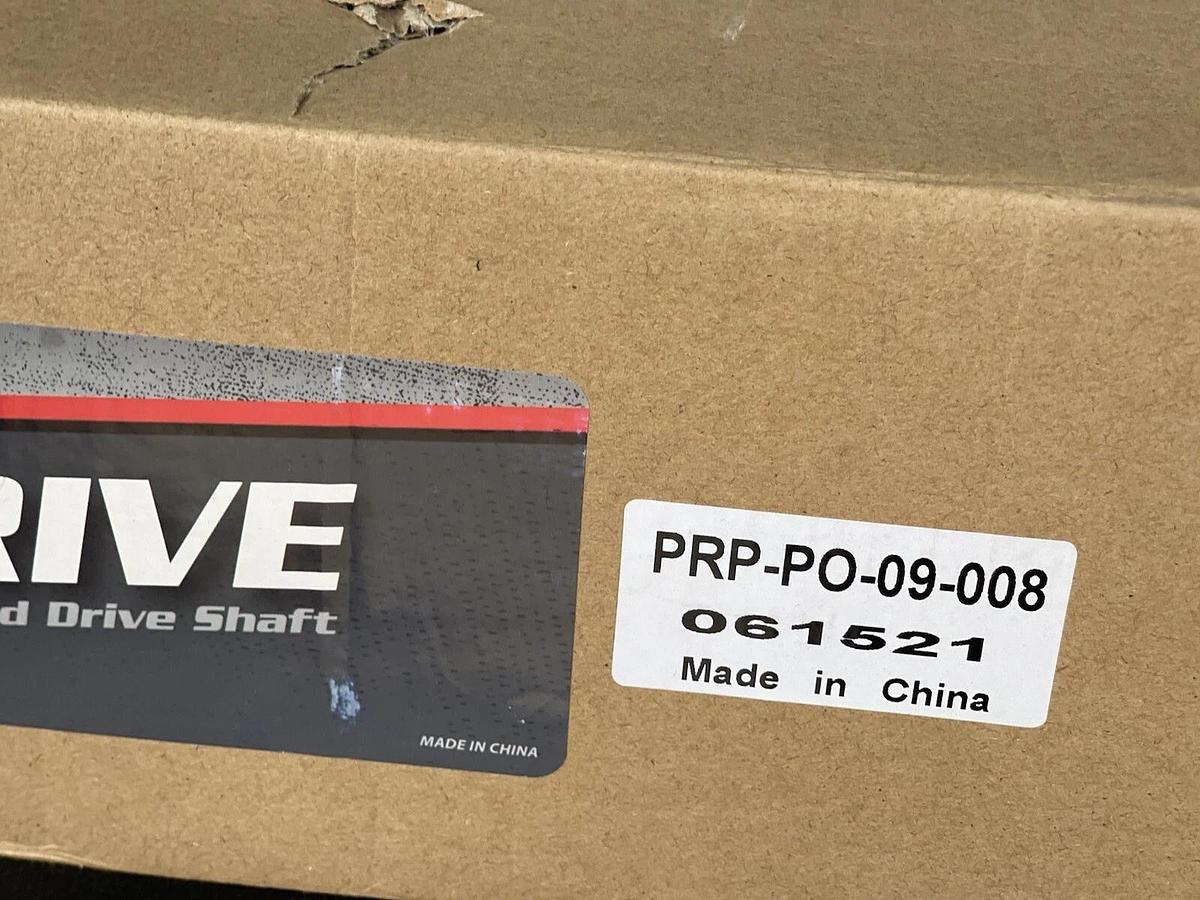 RIVE
d Drive Shaft
MADE IN CHINA
PRP-PO-09-008
061521
Made in China